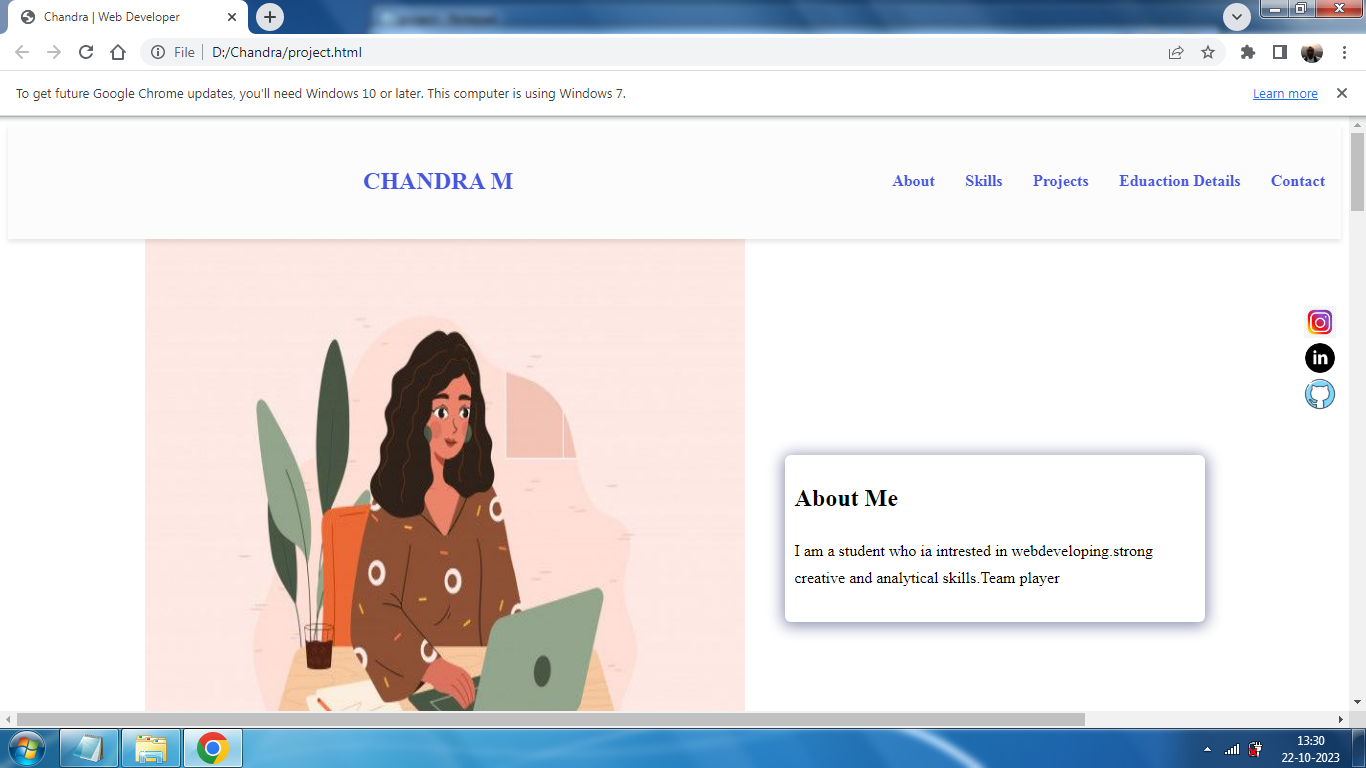 Chandra | Web Developer
File D:/Chandra/project.html
To get future Google Chrome updates, you'll need Windows 10 or later. This computer is using Windows 7. Learn more
CHANDRA M
About Skills Projects Eduaction Details Contact
in
About Me
I am a student who ia intrested in webdeveloping.strong
creative and analytical skills.Team player
13:30
22-10-2023